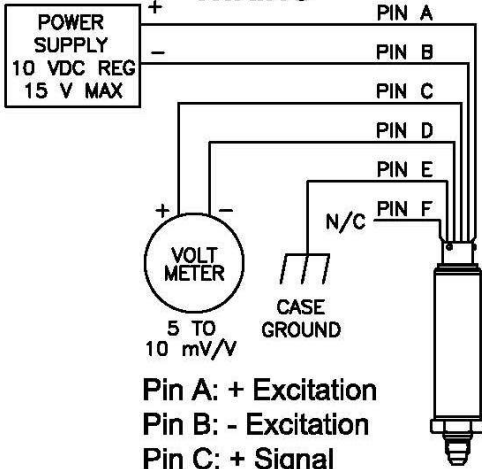 +
PIN A
POWER
SUPPLY
10 VDC REG
15 V MAX
−
PIN B
PIN C
PIN D
PIN E
N/C PIN F
+ −
VOLT
METER
5 TO
10 mV/V
CASE
GROUND
Pin A: + Excitation
Pin B: - Excitation
Pin C: + Signal